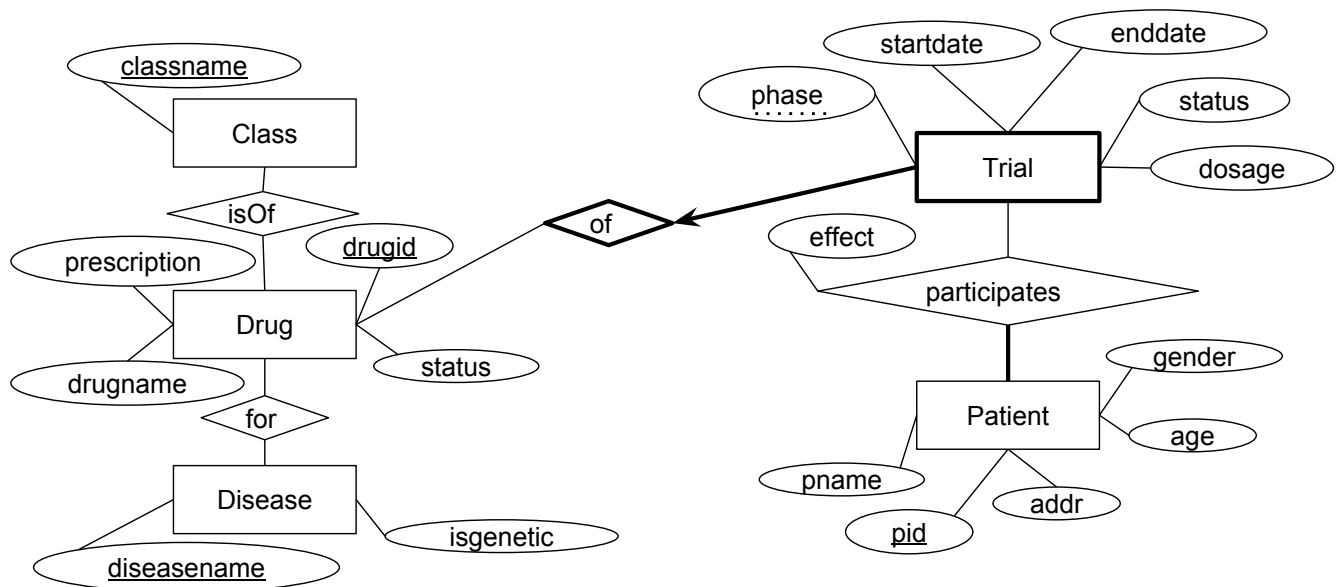 startdate
enddate
classname
phase
status
Class
Trial
dosage
isOf
of
drugid
effect
prescription
participates
Drug
status
drugname
gender
for
Patient
age
pname
addr
Disease
pid
isgenetic
diseasename